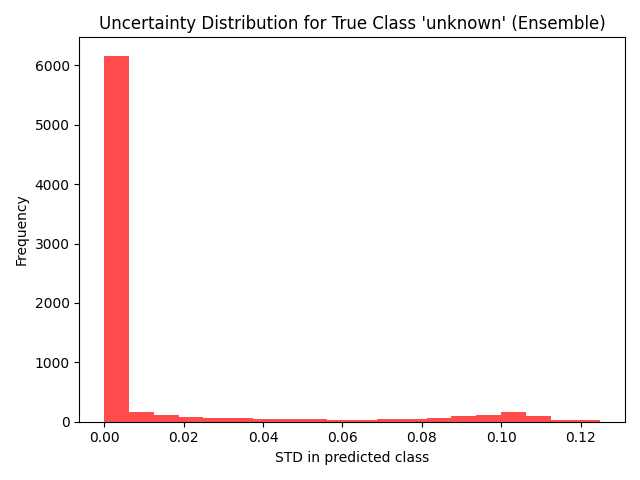 Uncertainty Distribution for True Class 'unknown' (Ensemble)
6000
5000
4000
3000
2000
1000
0
Frequency
0.00 0.02 0.04 0.06 0.08 0.10 0.12
STD in predicted class